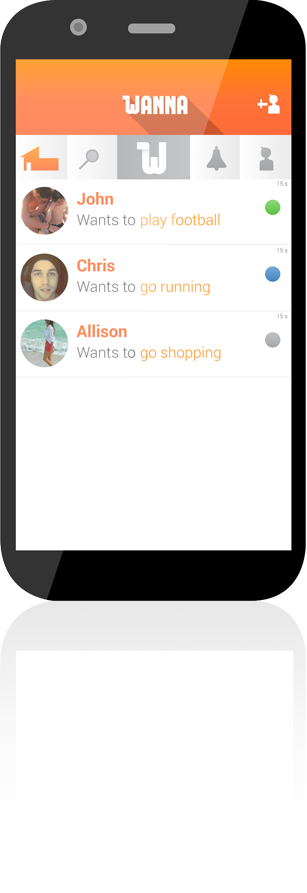 WANNA
W
15 s
John
Wants to play football
15 s
Chris
Wants to go running
15 s
Allison
Wants to go shopping